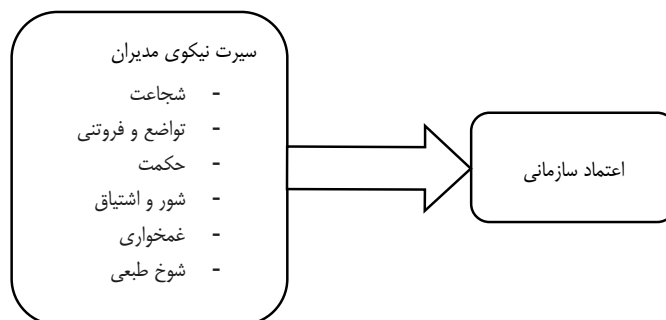 سیرت نیکوی مدیران
- شجاعت
- تواضع و فروتنی
- حکمت
- شور و اشتیاق
- غمخواری
- شوخ طبعی
اعتماد سازمانی